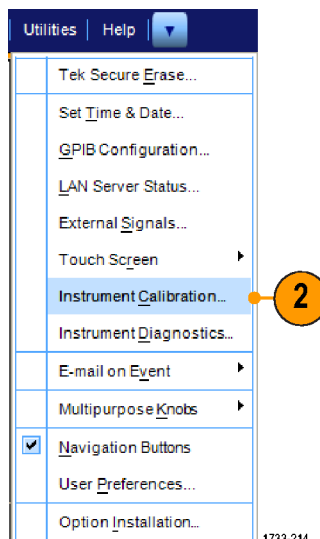 Utilities Help
Tek Secure Erase...
Set Time & Date...
GPIB Configuration...
LAN Server Status...
External Signals...
Touch Screen
Instrument Calibration...
2
Instrument Diagnostics...
E-mail on Event
Multipurpose Knobs
Navigation Buttons
User Preferences...
Option Installation...
1733-214